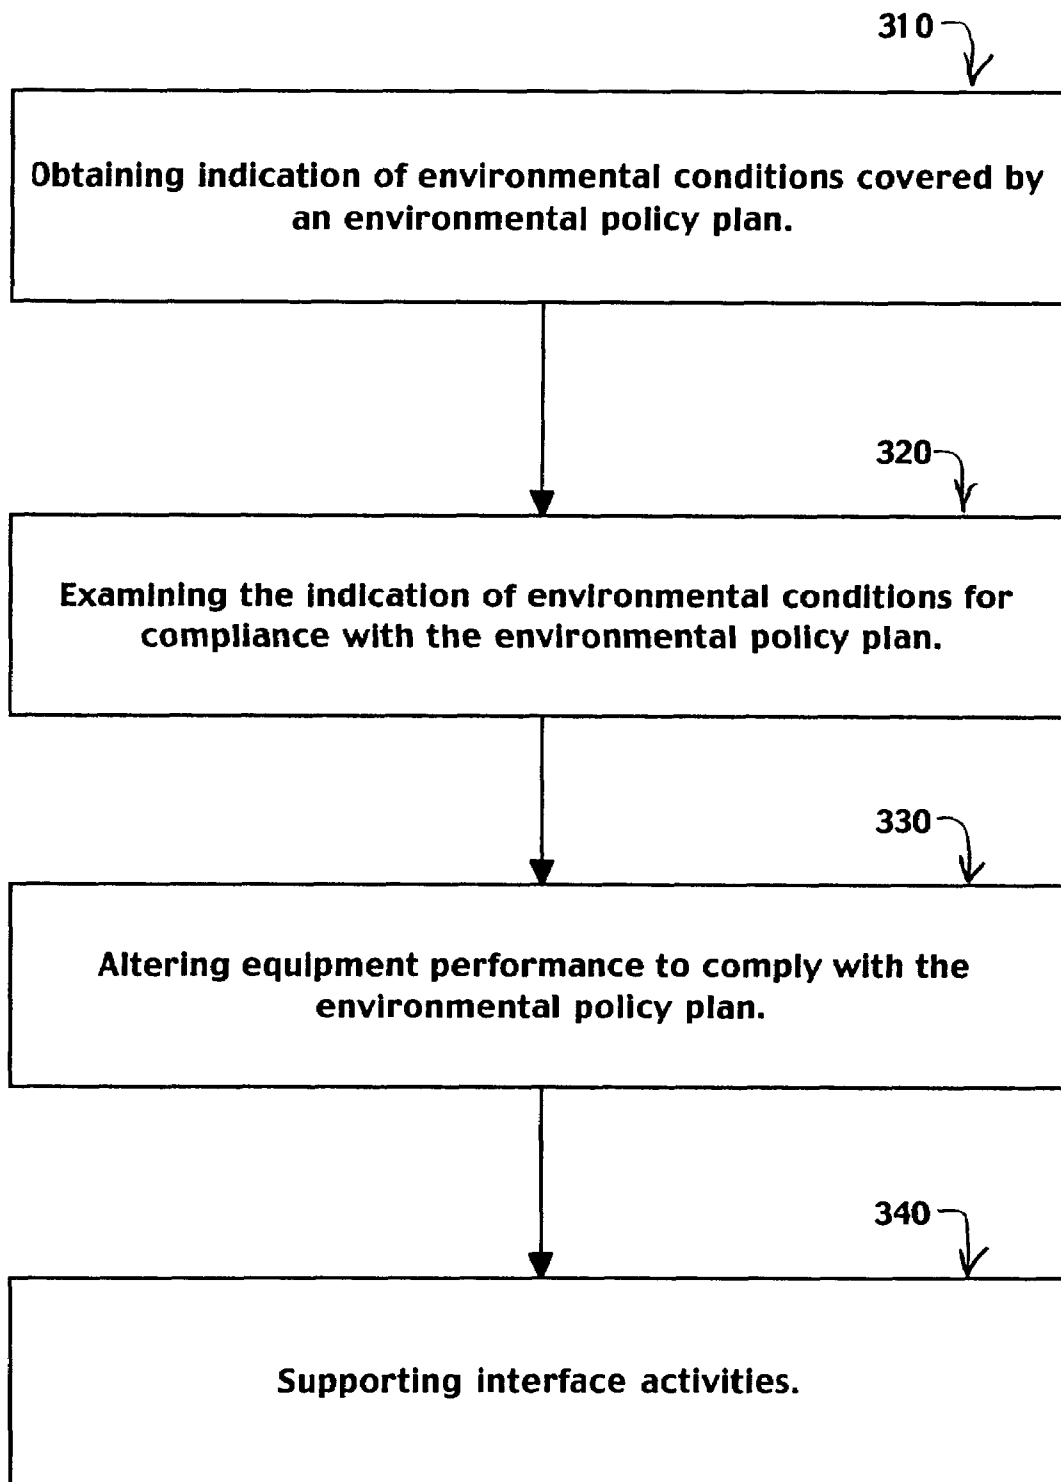 310
Obtaining indication of environmental conditions covered by
an environmental policy plan.
320
Examining the indication of environmental conditions for
compliance with the environmental policy plan.
330
Altering equipment performance to comply with the
environmental policy plan.
340
Supporting interface activities.